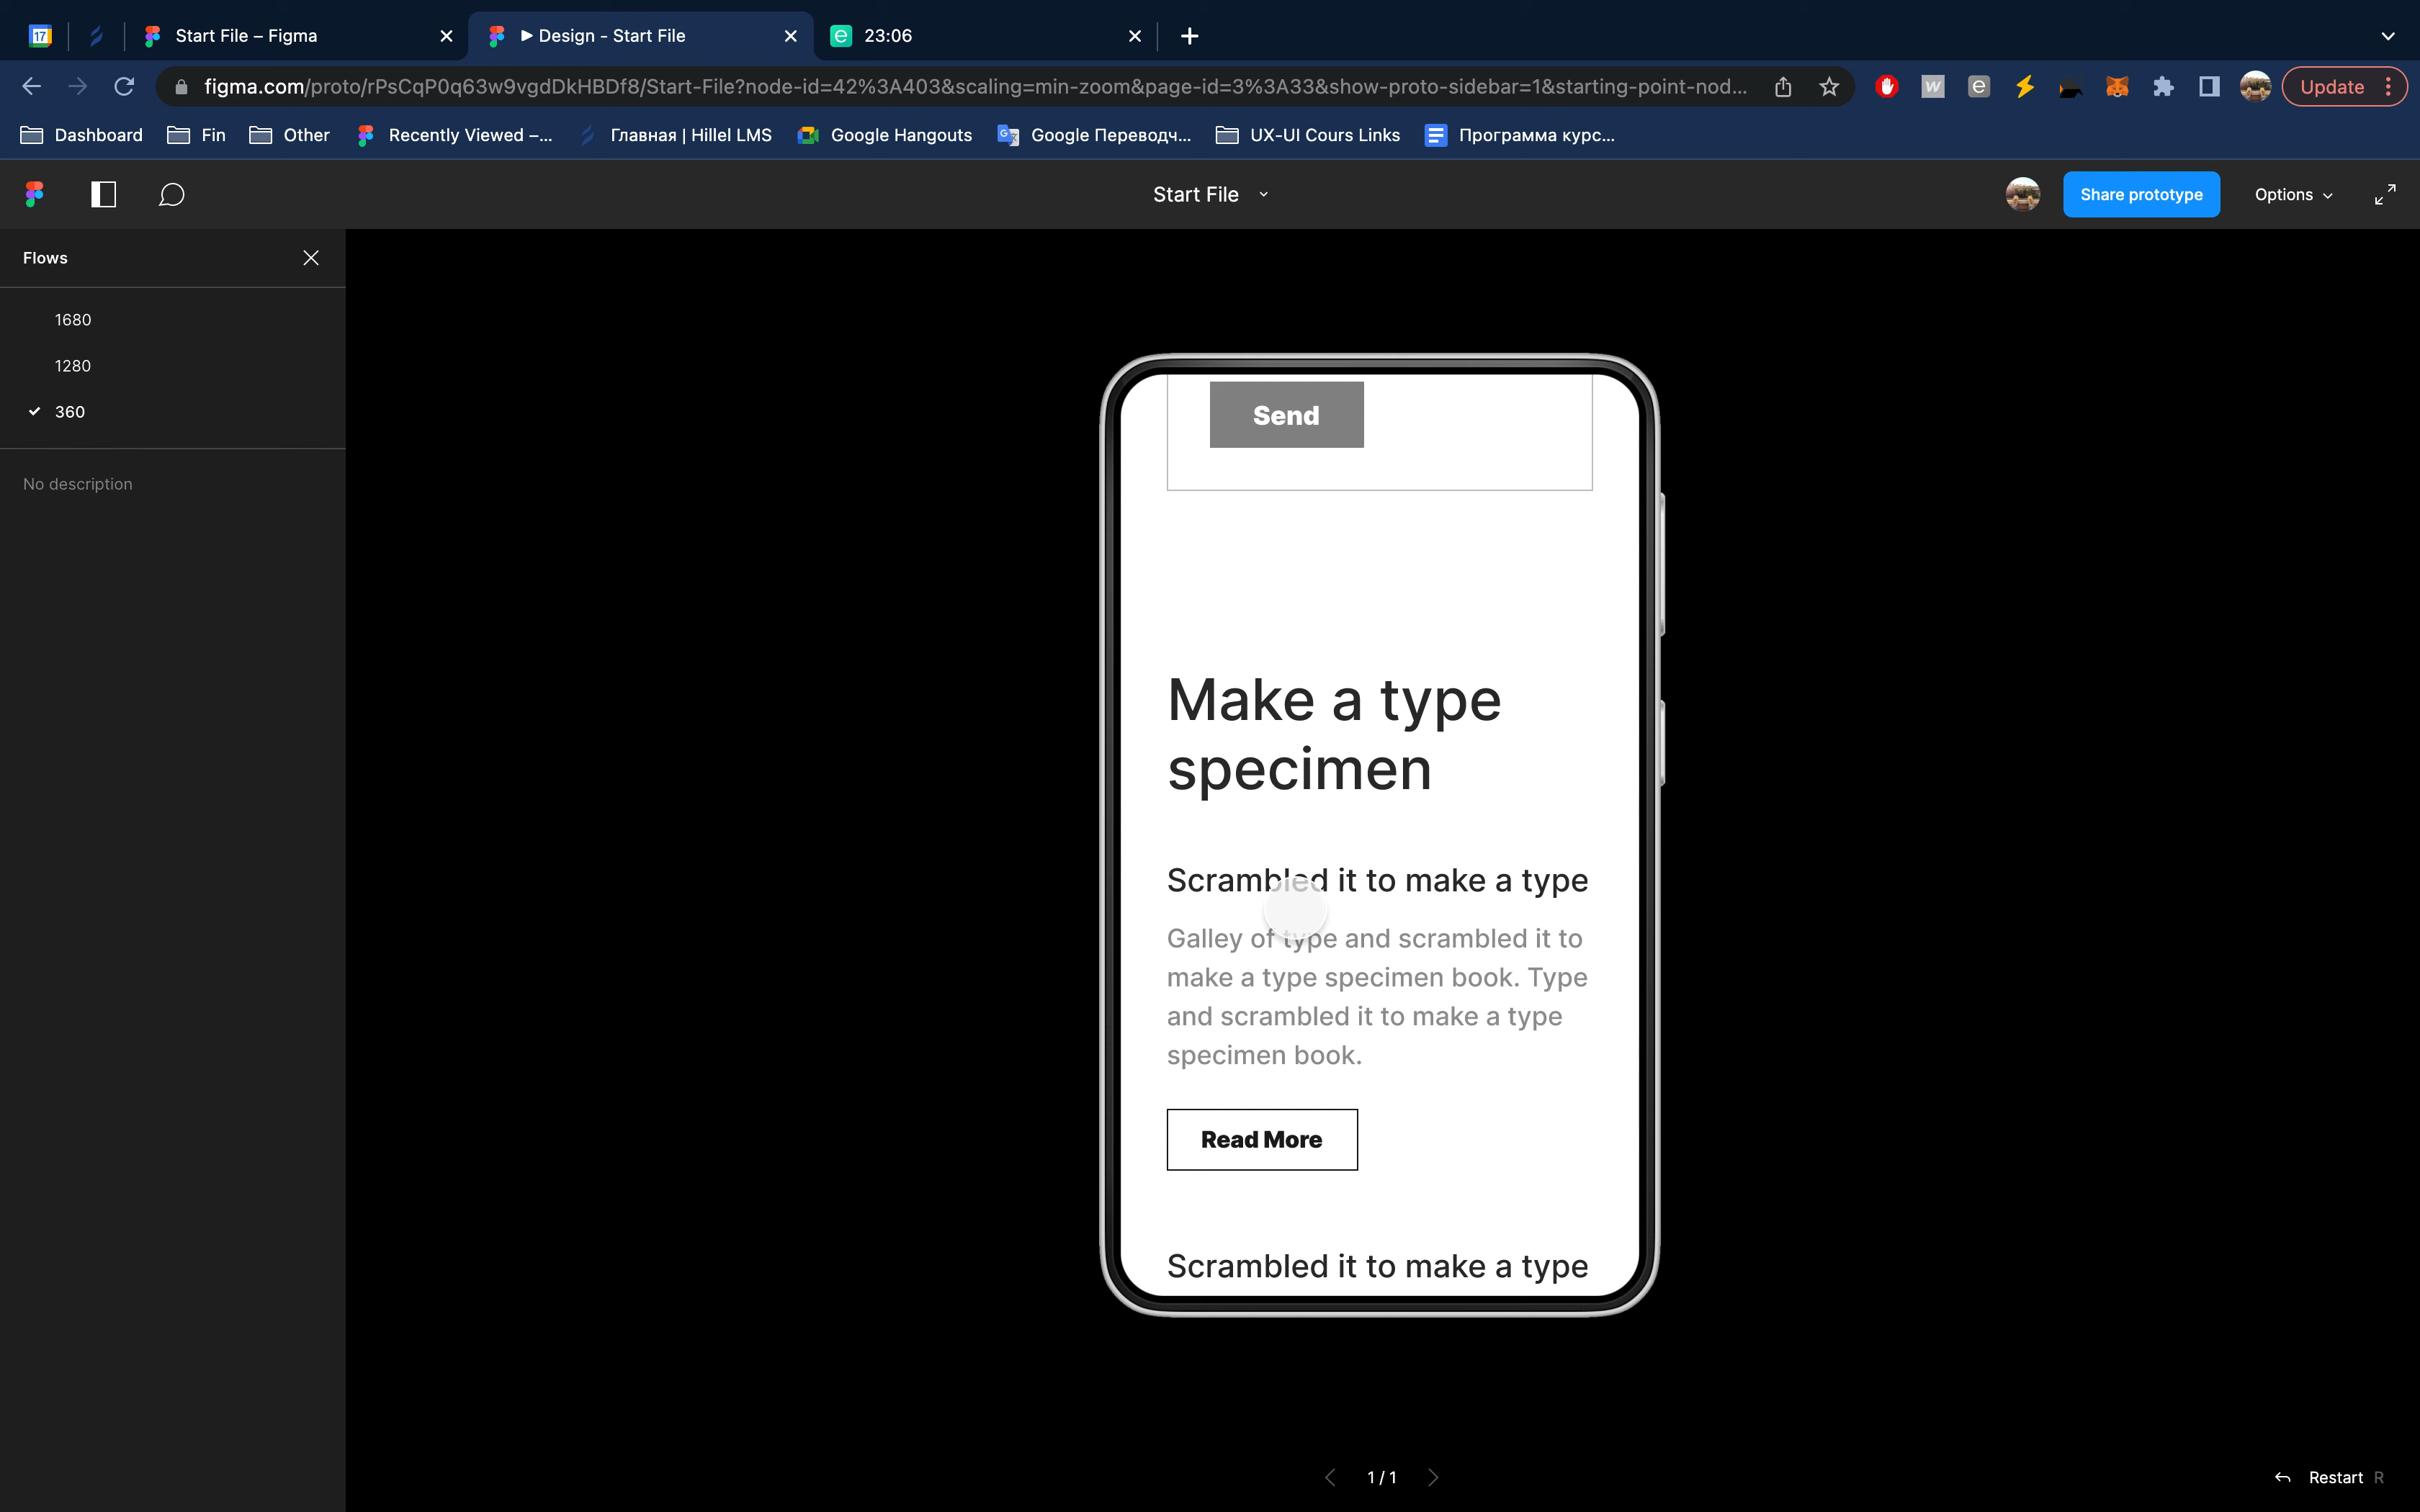 17
Start File – Figma
Design - Start File
23:06
figma.com/proto/rPsCqP0q63w9vgdDkHBDf8/Start-File?node-id=42%3A403&scaling=min-zoom&page-id=3%3A33&show-proto-sidebar=1&starting-point-nod...
W
e
Update
Dashboard
Fin
Other
Recently Viewed –...
Главная | Hillel LMS
Google Hangouts
Google Переводч...
UX-UI Cours Links
Программа курс...
Start File
Share prototype
Options
Flows
1680
1280
360
No description
Send
Make a type
specimen
Scrambled it to make a type
Galley of type and scrambled it to
make a type specimen book. Type
and scrambled it to make a type
specimen book.
Read More
Scrambled it to make a type
1 / 1
Restart R